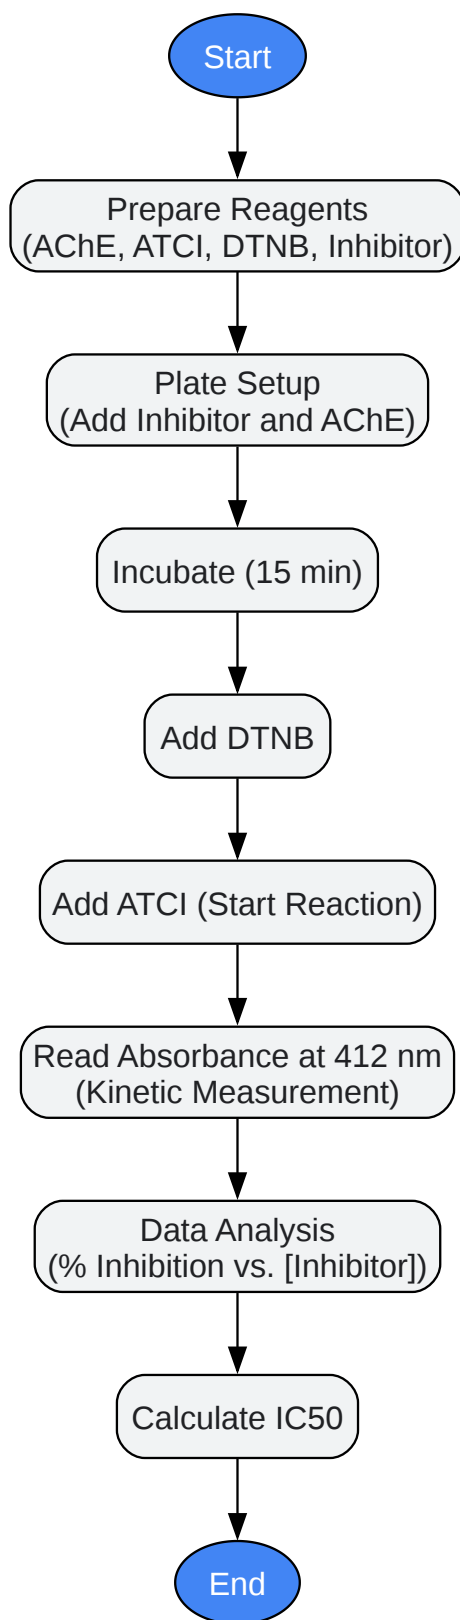 Start
Prepare Reagents
(AChE, ATCI, DTNB, Inhibitor)
Plate Setup
(Add Inhibitor and AChE)
Incubate (15 min)
Add DTNB
Add ATCI (Start Reaction)
Read Absorbance at 412 nm
(Kinetic Measurement)
Data Analysis
(% Inhibition vs. [Inhibitor])
Calculate IC50
End